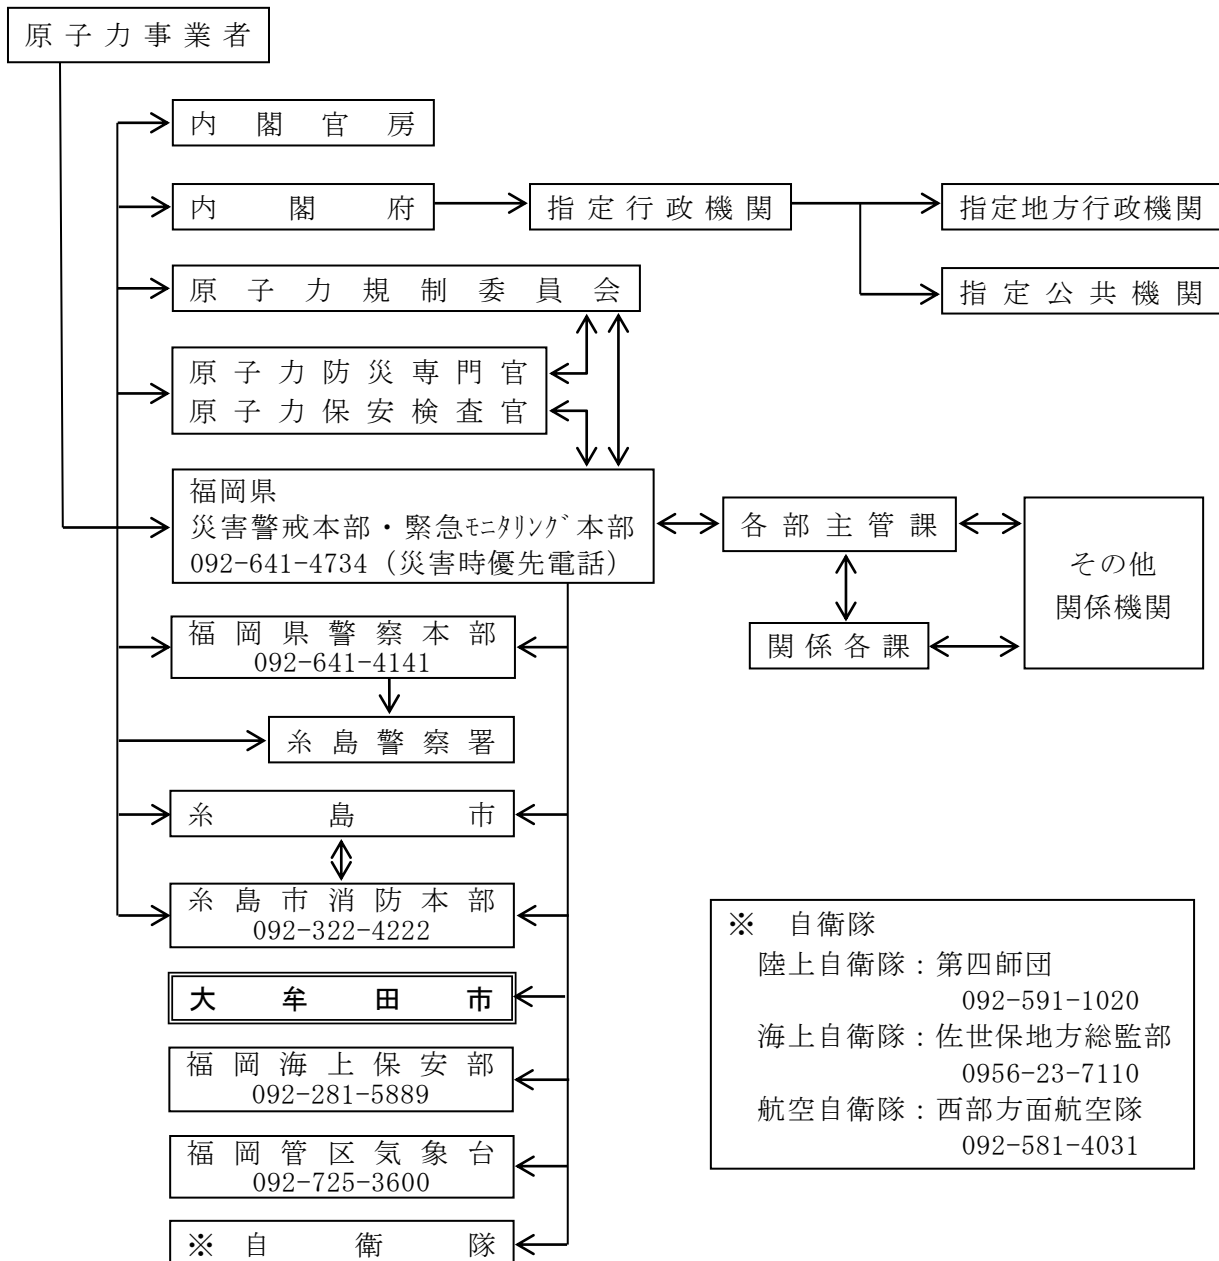 原子力事業者
内閣官房
内閣府
指定行政機関
指定地方行政機関
原子力規制委員会
指定公共機関
原子力防災専門官
原子力保安検査官
福岡県
災害警戒本部・緊急ﾓﾆﾀﾘﾝｸﾞ本部
092-641-4734（災害時優先電話）
各部主管課
その他
関係機関
福岡県警察本部
092-641-4141
関係各課
糸島警察署
糸島市
糸島市消防本部
092-322-4222
大牟田市
福岡海上保安部
092-281-5889
福岡管区気象台
092-725-3600
※自衛隊
※　自衛隊
陸上自衛隊：第四師団
092-591-1020
海上自衛隊：佐世保地方総監部
0956-23-7110
航空自衛隊：西部方面航空隊
092-581-4031